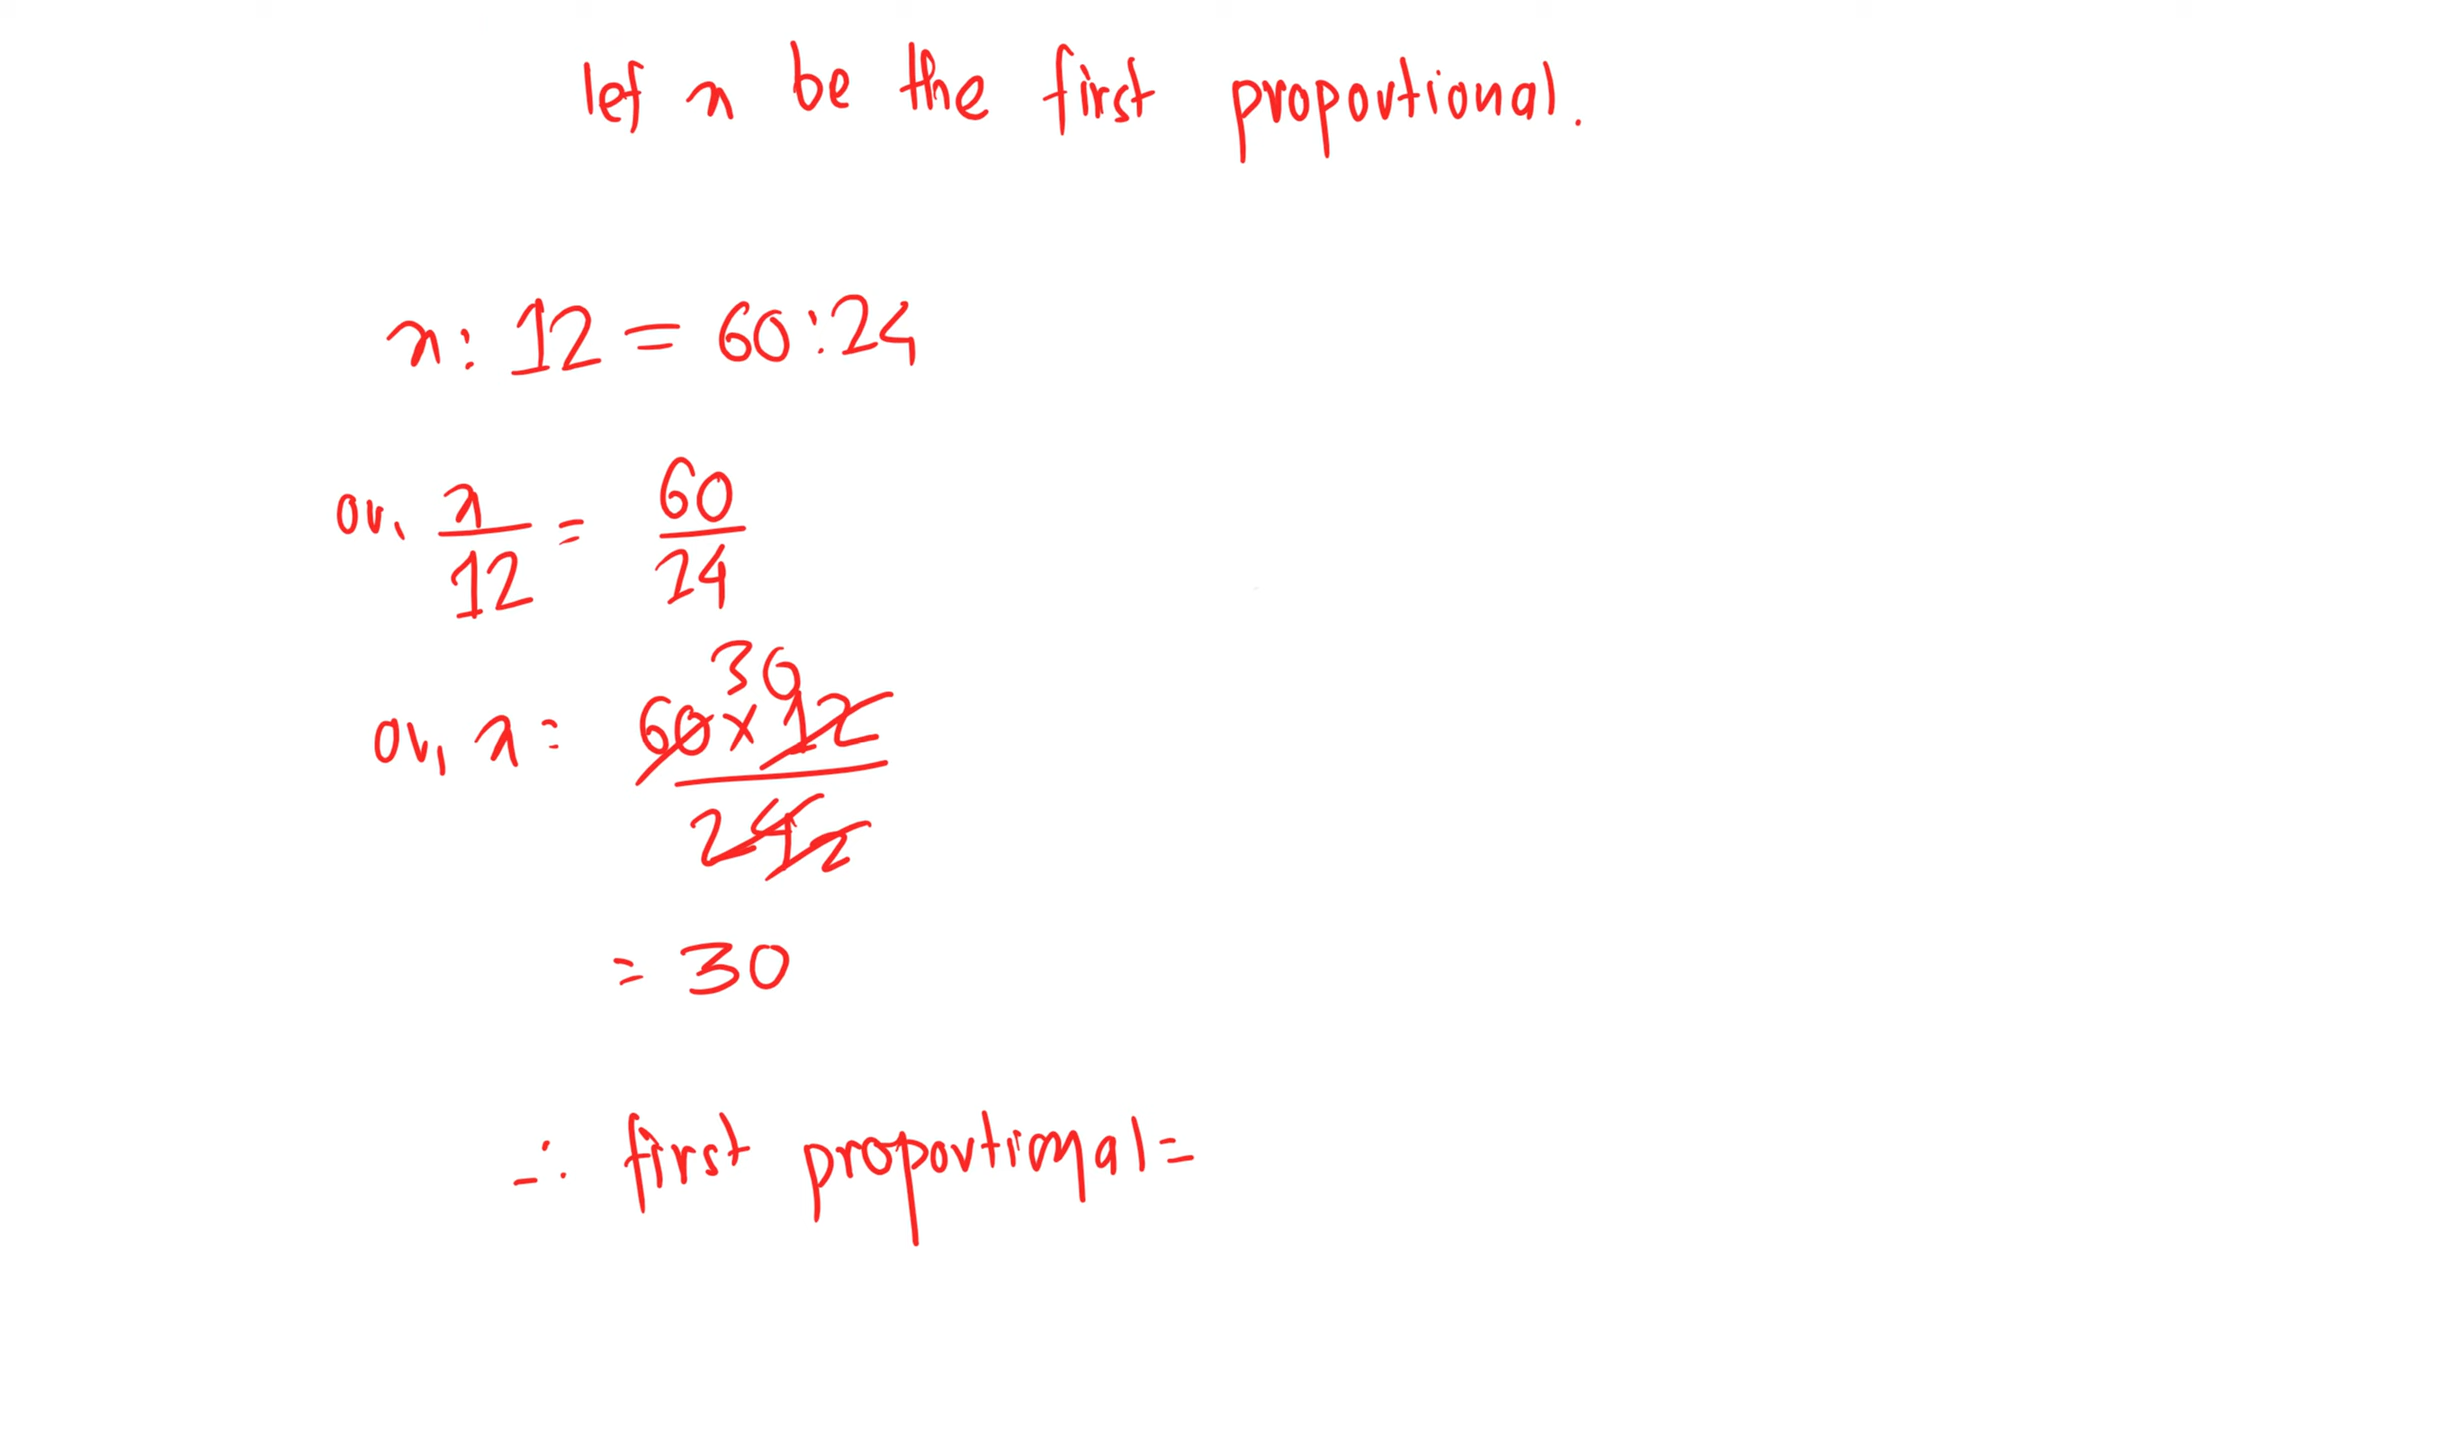 let x be the first proportional.
x : 12 = 60 : 24
or, x/12 = 60/24
30
or, x = 60 x 12
24 2
= 30
∴ first proportional =